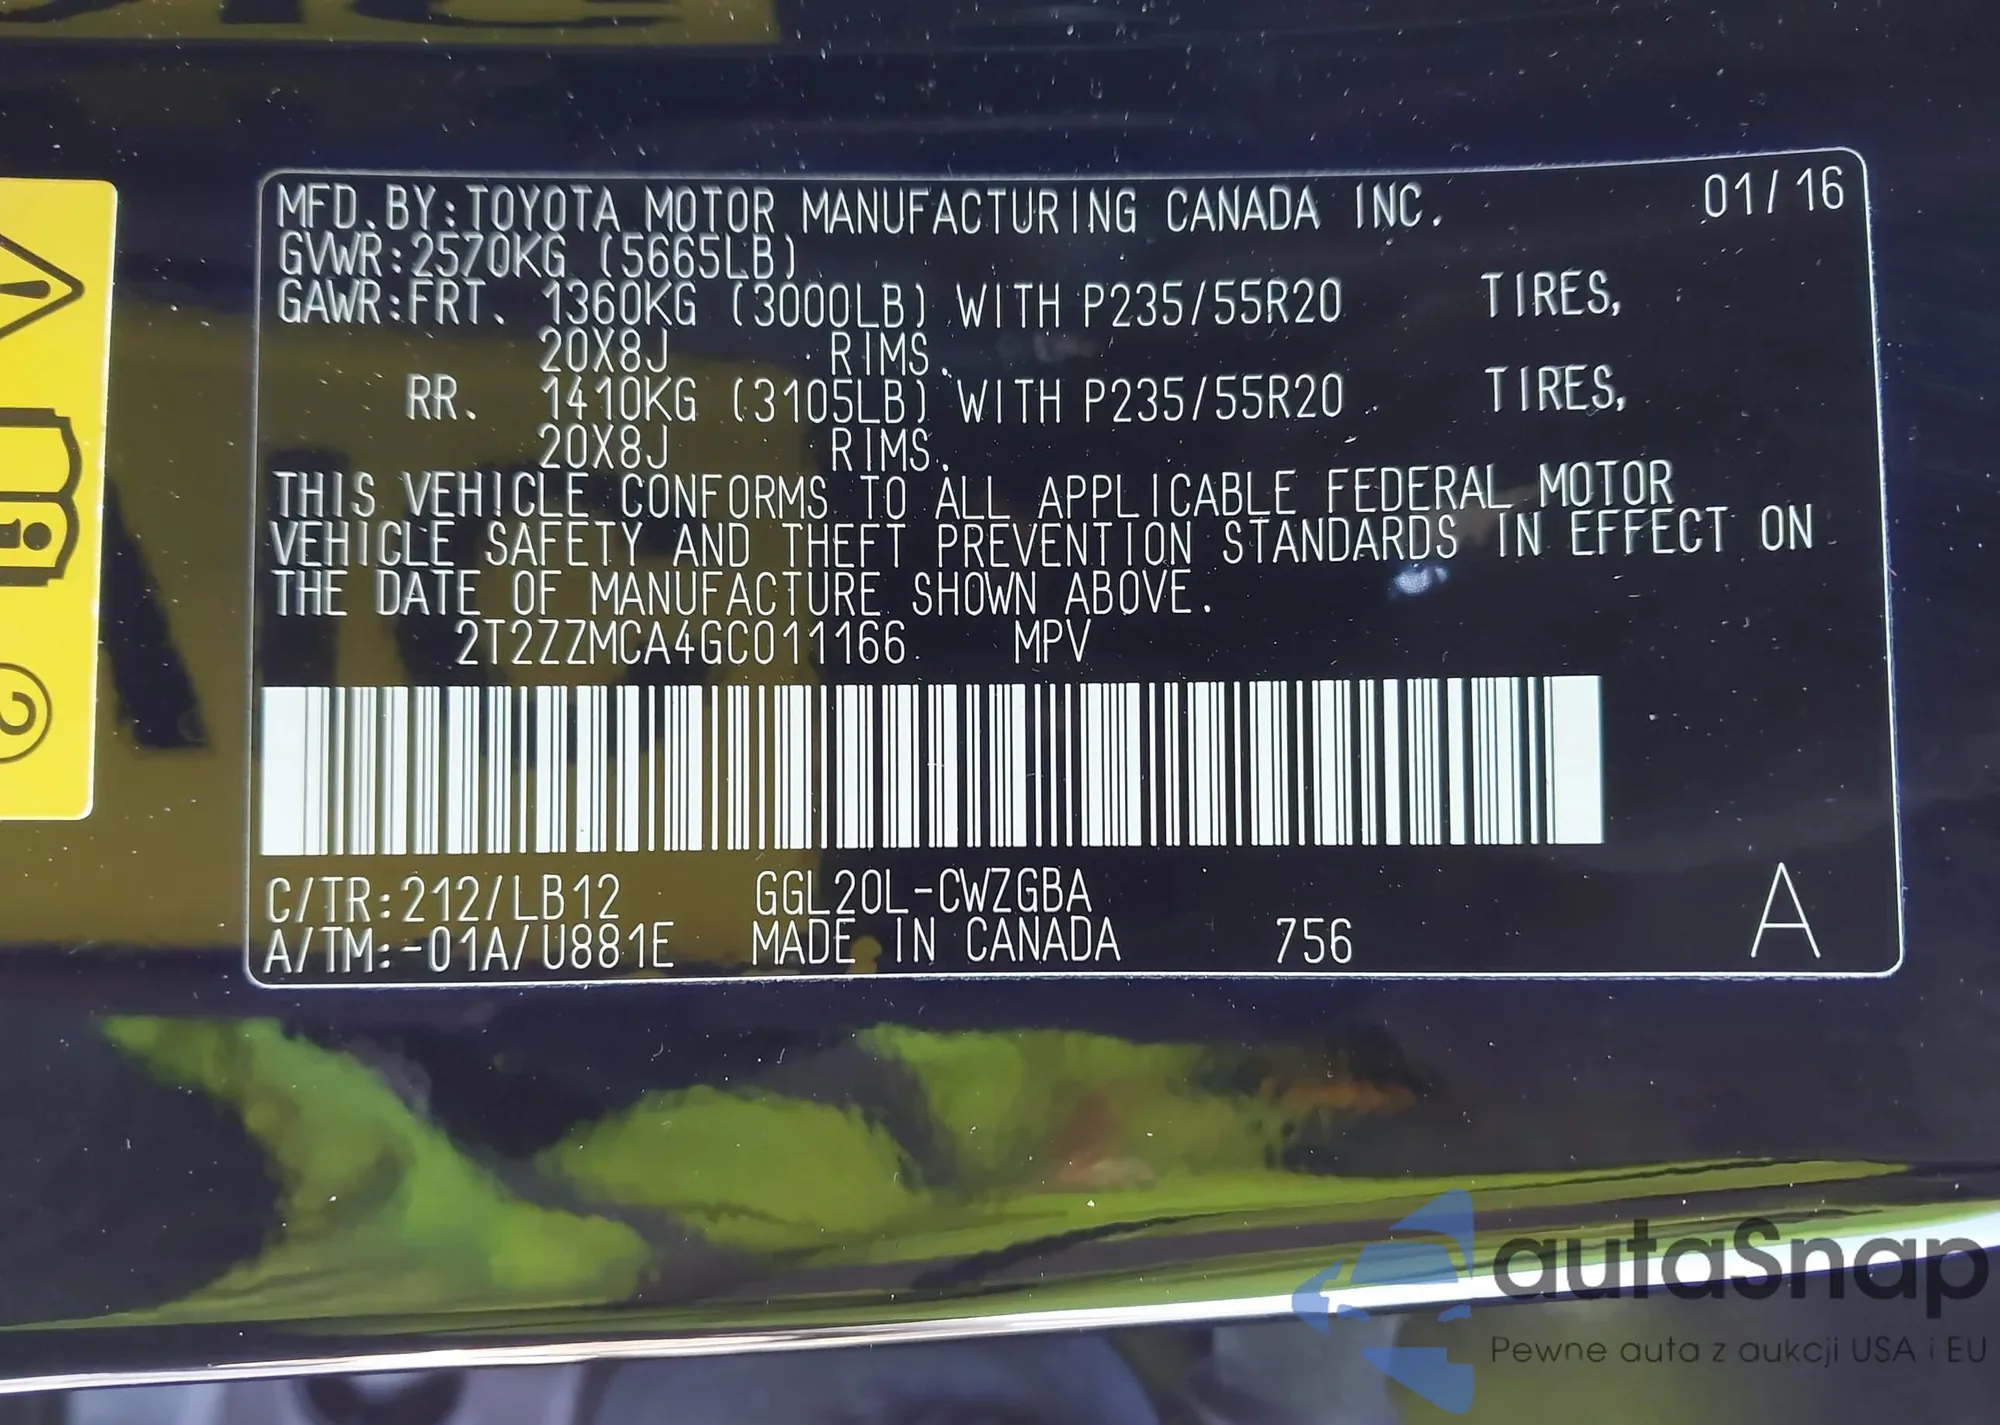 MFD.BY:TOYOTA MOTOR MANUFACTURING CANADA INC. 01/16
GVWR:2570KG (5665LB)
GAWR:FRT. 1360KG (3000LB) WITH P235/55R20 TIRES,
20X8J RIMS.
RR. 1410KG (3105LB) WITH P235/55R20 TIRES,
20X8J RIMS.
THIS VEHICLE CONFORMS TO ALL APPLICABLE FEDERAL MOTOR
VEHICLE SAFETY AND THEFT PREVENTION STANDARDS IN EFFECT ON
THE DATE OF MANUFACTURE SHOWN ABOVE.
2T2ZZMCA4GC011166 MPV
C/TR:212/LB12 GGL20L-CWZGBA
A/TM:-01A/U881E MADE IN CANADA 756 A
2
autaSnap
Pewne auta z aukcji USA i EU